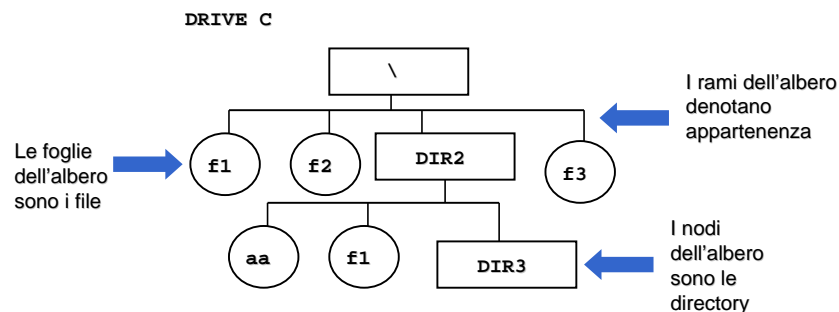 DRIVE C
\
I rami dell'albero
denotano
appartenenza
Le foglie
dell'albero
sono i file
f1
f2
DIR2
f3
aa
f1
DIR3
I nodi
dell'albero
sono le
directory